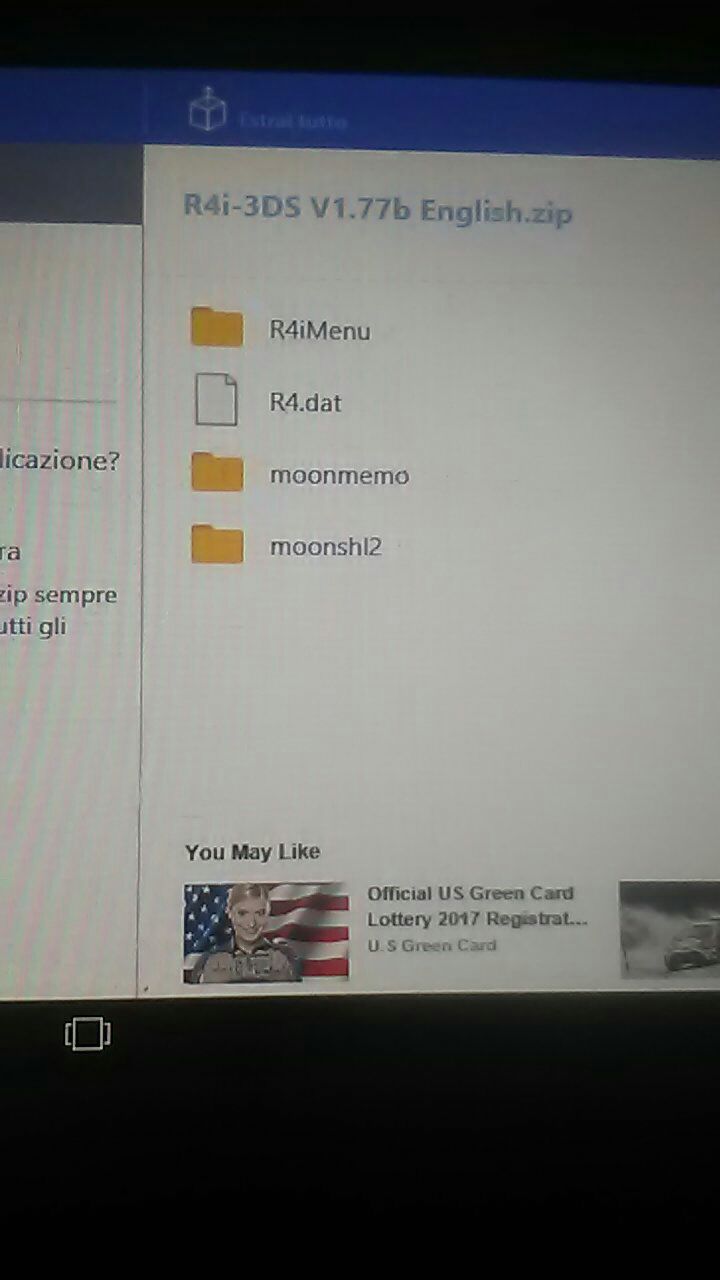 Estrai tutto
R4i-3DS V1.77b English.zip
R4iMenu
R4.dat
moonmemo
moonshl2
licazione?
ra
zip sempre
utti gli
You May Like
Official US Green Card
Lottery 2017 Registrat...
U.S Green Card